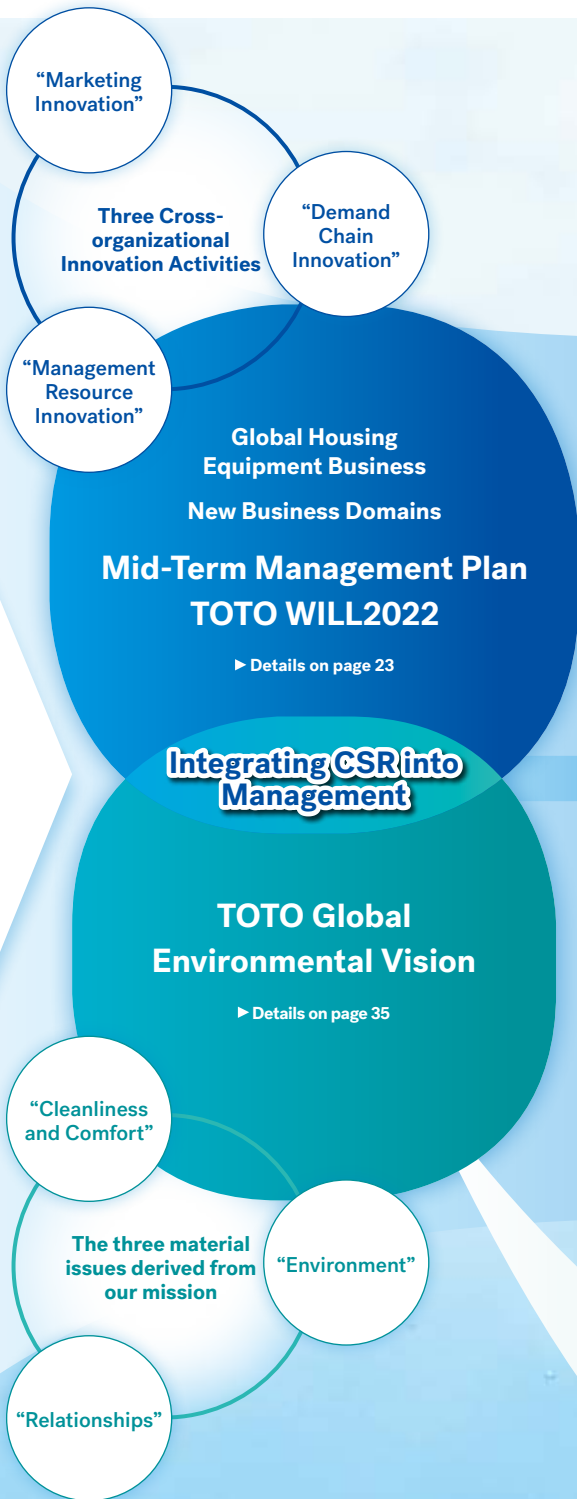 “Marketing
Innovation”
Three Cross-
organizational
Innovation Activities
“Demand
Chain
Innovation”
“Management
Resource
Innovation”
Global Housing
Equipment Business
New Business Domains
Mid-Term Management Plan
TOTO WILL2022
▶ Details on page 23
Integrating CSR into
Management
TOTO Global
Environmental Vision
▶ Details on page 35
“Cleanliness
and Comfort”
The three material
issues derived from
our mission
“Environment”
“Relationships”